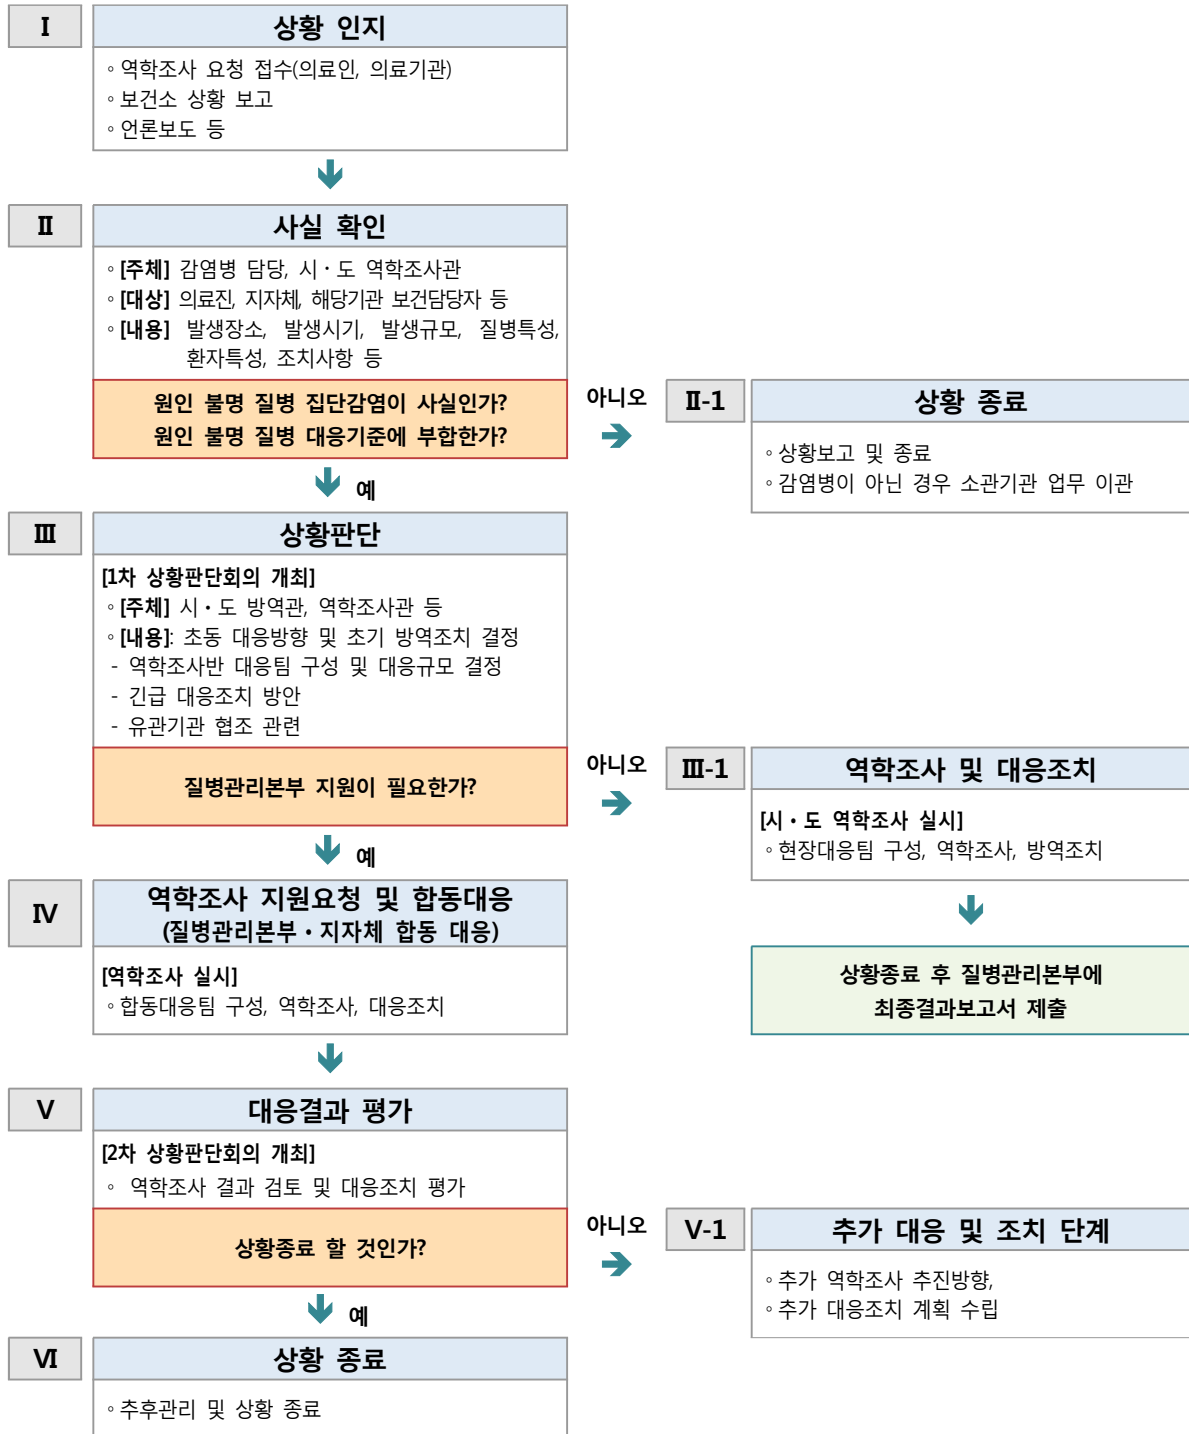 Ⅰ
상황 인지
◦역학조사 요청 접수(의료인, 의료기관)
◦보건소 상황 보고
◦언론보도 등
Ⅱ
사실 확인
◦[주체] 감염병 담당, 시·도 역학조사관
◦[대상] 의료진, 지자체, 해당기관 보건담당자 등
◦[내용] 발생장소, 발생시기, 발생규모, 질병특성,
환자특성, 조치사항 등
원인 불명 질병 집단감염이 사실인가?
원인 불명 질병 대응기준에 부합한가?
아니오
Ⅱ-1
상황 종료
◦상황보고 및 종료
◦감염병이 아닌 경우 소관기관 업무 이관
예
Ⅲ
상황판단
[1차 상황판단회의 개최]
◦[주체] 시·도 방역관, 역학조사관 등
◦[내용]: 초동 대응방향 및 초기 방역조치 결정
- 역학조사반 대응팀 구성 및 대응규모 결정
- 긴급 대응조치 방안
- 유관기관 협조 관련
질병관리본부 지원이 필요한가?
아니오
Ⅲ-1
역학조사 및 대응조치
[시·도 역학조사 실시]
◦현장대응팀 구성, 역학조사, 방역조치
상황종료 후 질병관리본부에
최종결과보고서 제출
예
Ⅳ
역학조사 지원요청 및 합동대응
(질병관리본부·지자체 합동 대응)
[역학조사 실시]
◦합동대응팀 구성, 역학조사, 대응조치
Ⅴ
대응결과 평가
[2차 상황판단회의 개최]
◦ 역학조사 결과 검토 및 대응조치 평가
상황종료 할 것인가?
아니오
Ⅴ-1
추가 대응 및 조치 단계
◦추가 역학조사 추진방향,
◦추가 대응조치 계획 수립
예
Ⅵ
상황 종료
◦추후관리 및 상황 종료